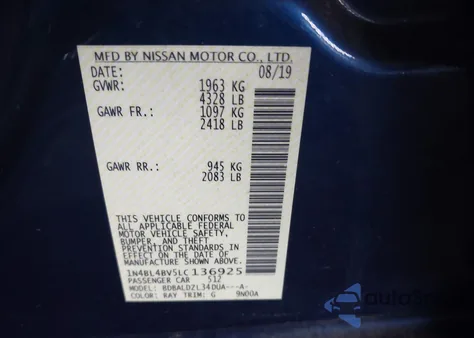 MFD BY NISSAN MOTOR CO., LTD.
DATE: 08/19
GVWR: 1963 KG
4328 LB
GAWR FR.: 1097 KG
2418 LB
GAWR RR.: 945 KG
2083 LB
THIS VEHICLE CONFORMS TO
ALL APPLICABLE FEDERAL
MOTOR VEHICLE SAFETY,
BUMPER, AND THEFT
PREVENTION STANDARDS IN
EFFECT ON THE DATE OF
MANUFACTURE SHOWN ABOVE.
1N4BL4BV5LC136925
PASSENGER CAR 512
MODEL: BDBALDZL34DUA---A-
COLOR: RAY TRIM: G 9N00A